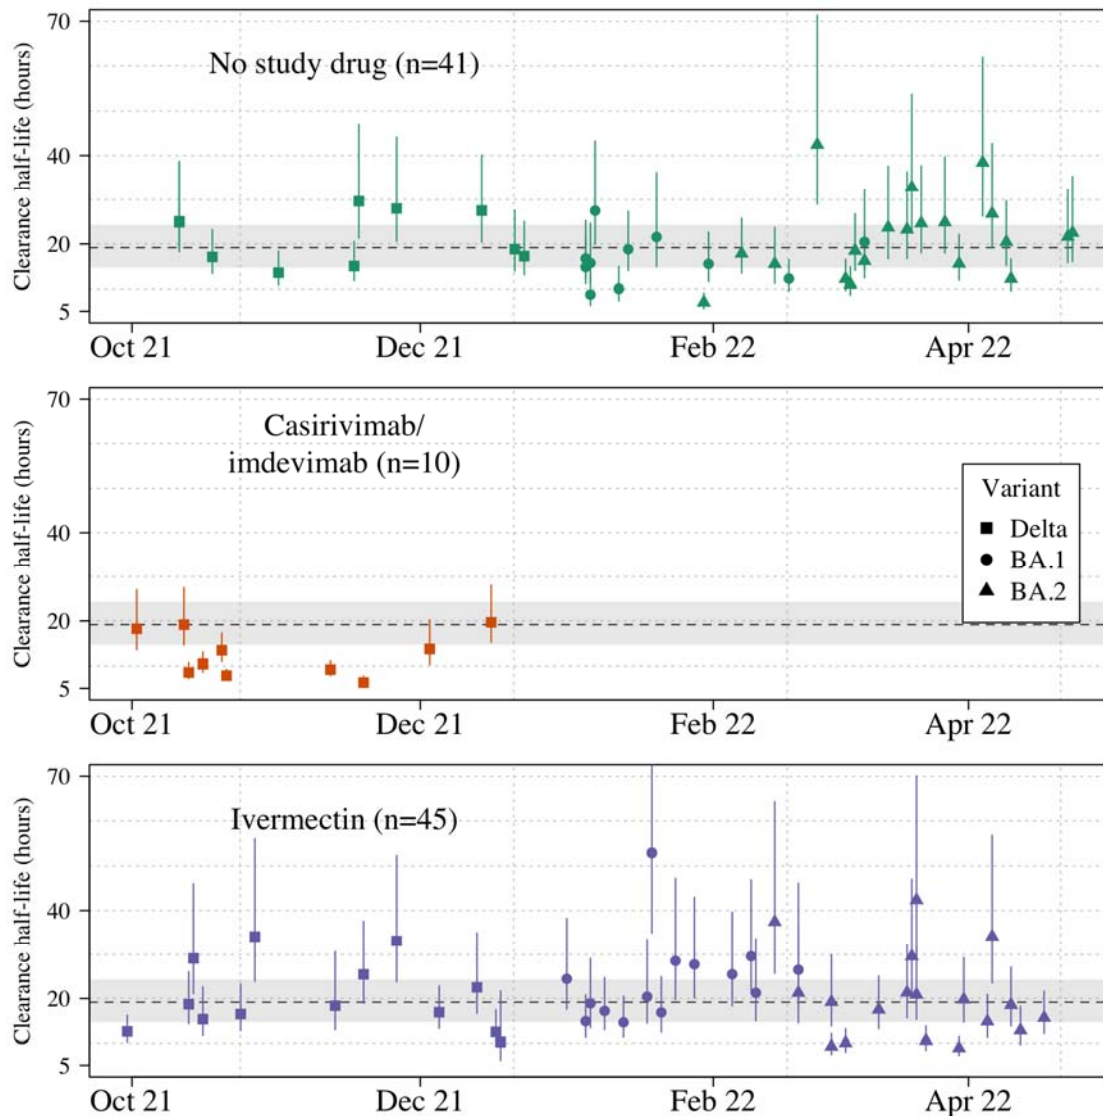 No study drug (n=41)
Clearance half-life (hours)
70
40
20
5
Oct 21
Dec 21
Feb 22
Apr 22
Casirivimab/
imdevimab (n=10)
Clearance half-life (hours)
70
40
20
5
Variant
Delta
BA.1
BA.2
Oct 21
Dec 21
Feb 22
Apr 22
Ivermectin (n=45)
Clearance half-life (hours)
70
40
20
5
Oct 21
Dec 21
Feb 22
Apr 22